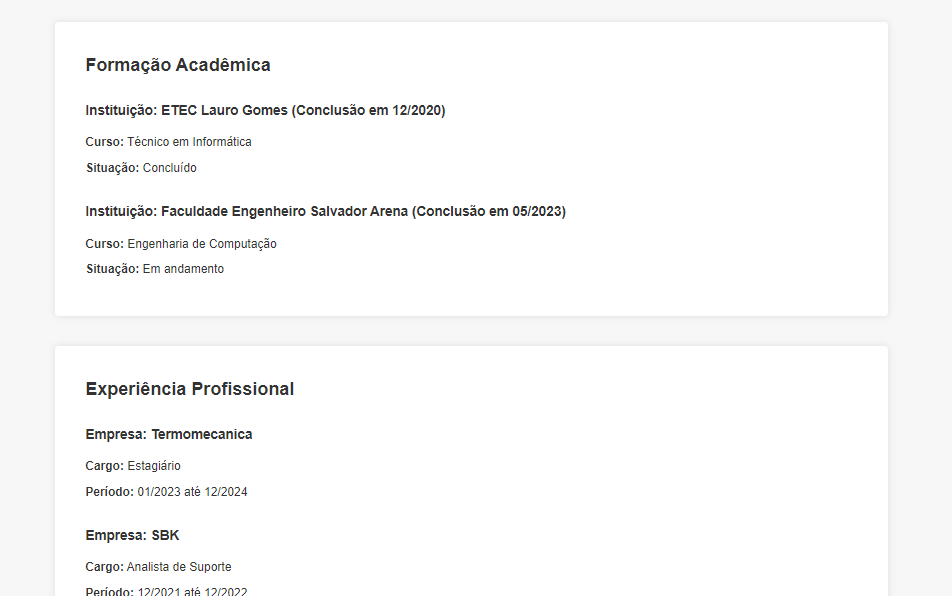 Formação Acadêmica
Instituição: ETEC Lauro Gomes (Conclusão em 12/2020)
Curso: Técnico em Informática
Situação: Concluído
Instituição: Faculdade Engenheiro Salvador Arena (Conclusão em 05/2023)
Curso: Engenharia de Computação
Situação: Em andamento
Experiência Profissional
Empresa: Termomecanica
Cargo: Estagiário
Período: 01/2023 até 12/2024
Empresa: SBK
Cargo: Analista de Suporte
Período: 12/2021 até 12/2022